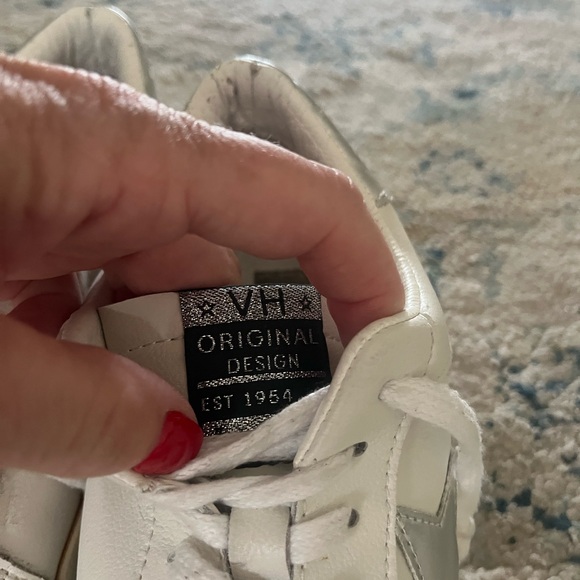 ★ VH ★
ORIGINAL
DESIGN
EST 1954